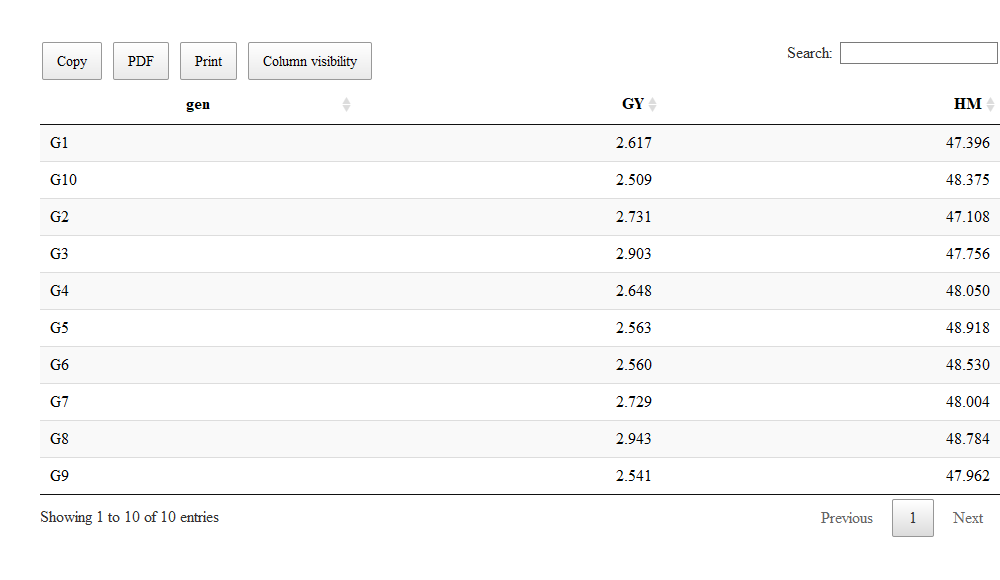 Copy PDF Print Column visibility Search:
gen GY HM
G1 2.617 47.396
G10 2.509 48.375
G2 2.731 47.108
G3 2.903 47.756
G4 2.648 48.050
G5 2.563 48.918
G6 2.560 48.530
G7 2.729 48.004
G8 2.943 48.784
G9 2.541 47.962
Showing 1 to 10 of 10 entries Previous 1 Next